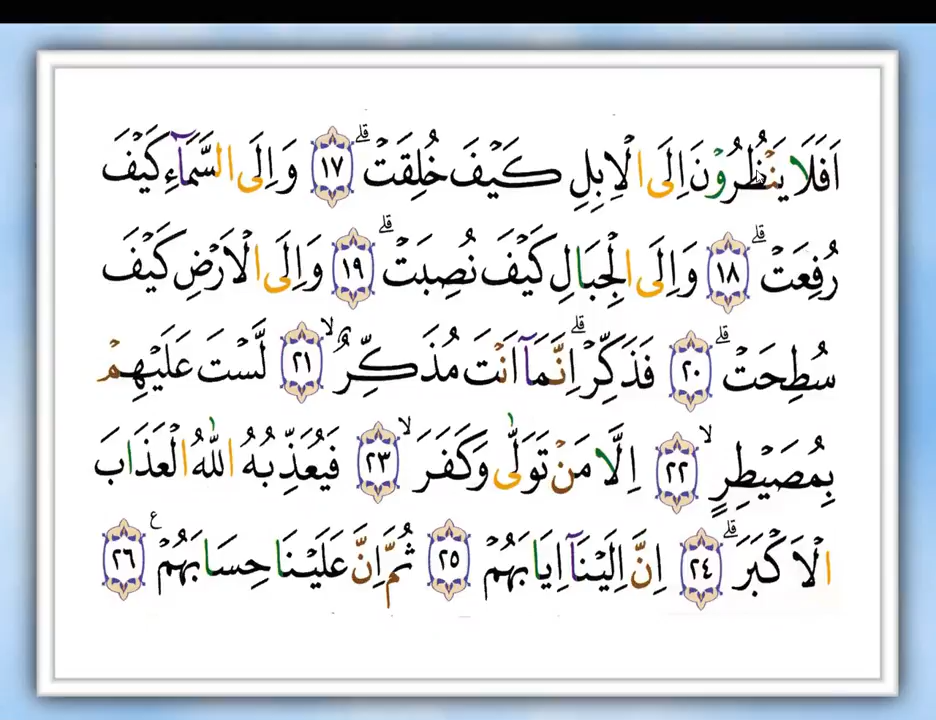 اَفَلَا يَنْظُرُوْنَ اِلَى الْاِبِلِ كَيْفَ خُلِقَتْ ۗ ١٧ وَاِلَى السَّمَاۤءِ كَيْفَ
رُفِعَتْ ۗ ١٨ وَاِلَى الْجِبَالِ كَيْفَ نُصِبَتْ ۗ ١٩ وَاِلَى الْاَرْضِ كَيْفَ
سُطِحَتْ ۗ ٢٠ فَذَكِّرْ ۗ اِنَّمَآ اَنْتَ مُذَكِّرٌ ۙ ٢١ لَّسْتَ عَلَيْهِمْ
بِمُصَيْطِرٍ ۙ ٢٢ اِلَّا مَنْ تَوَلّٰى وَكَفَرَ ۙ ٢٣ فَيُعَذِّبُهُ اللّٰهُ الْعَذَابَ
الْاَكْبَرَ ۗ ٢٤ اِنَّ اِلَيْنَآ اِيَابَهُمْ ٢٥ ثُمَّ اِنَّ عَلَيْنَا حِسَابَهُمْ ࣖ ٢٦